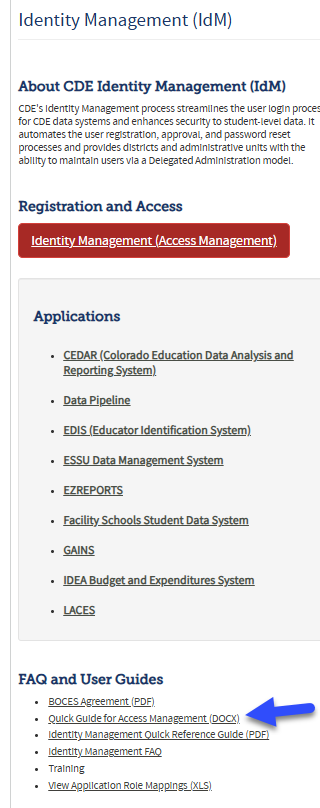 Identity Management (IdM)
About CDE Identity Management (IdM)
CDE's Identity Management process streamlines the user login proces
for CDE data systems and enhances security to student-level data. It
automates the user registration, approval, and password reset
processes and provides districts and administrative units with the
ability to maintain users via a Delegated Administration model.
Registration and Access
Identity Management (Access Management)
Applications
• CEDAR (Colorado Education Data Analysis and
Reporting System)
• Data Pipeline
• EDIS (Educator Identification System)
• ESSU Data Management System
• EZREPORTS
• Facility Schools Student Data System
• GAINS
• IDEA Budget and Expenditures System
• LACES
FAQ and User Guides
• BOCES Agreement (PDF)
• Quick Guide for Access Management (DOCX)
• Identity Management Quick Reference Guide (PDF)
• Identity Management FAQ
• Training
• View Application Role Mappings (XLS)